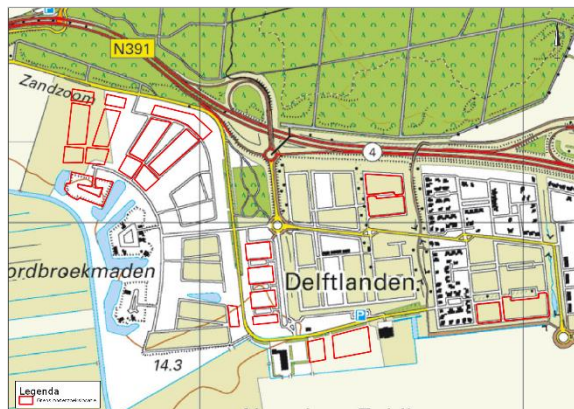 N391
Zandzoom
4
ordbroekmaden
Delftlanden
P
14.3
Legenda